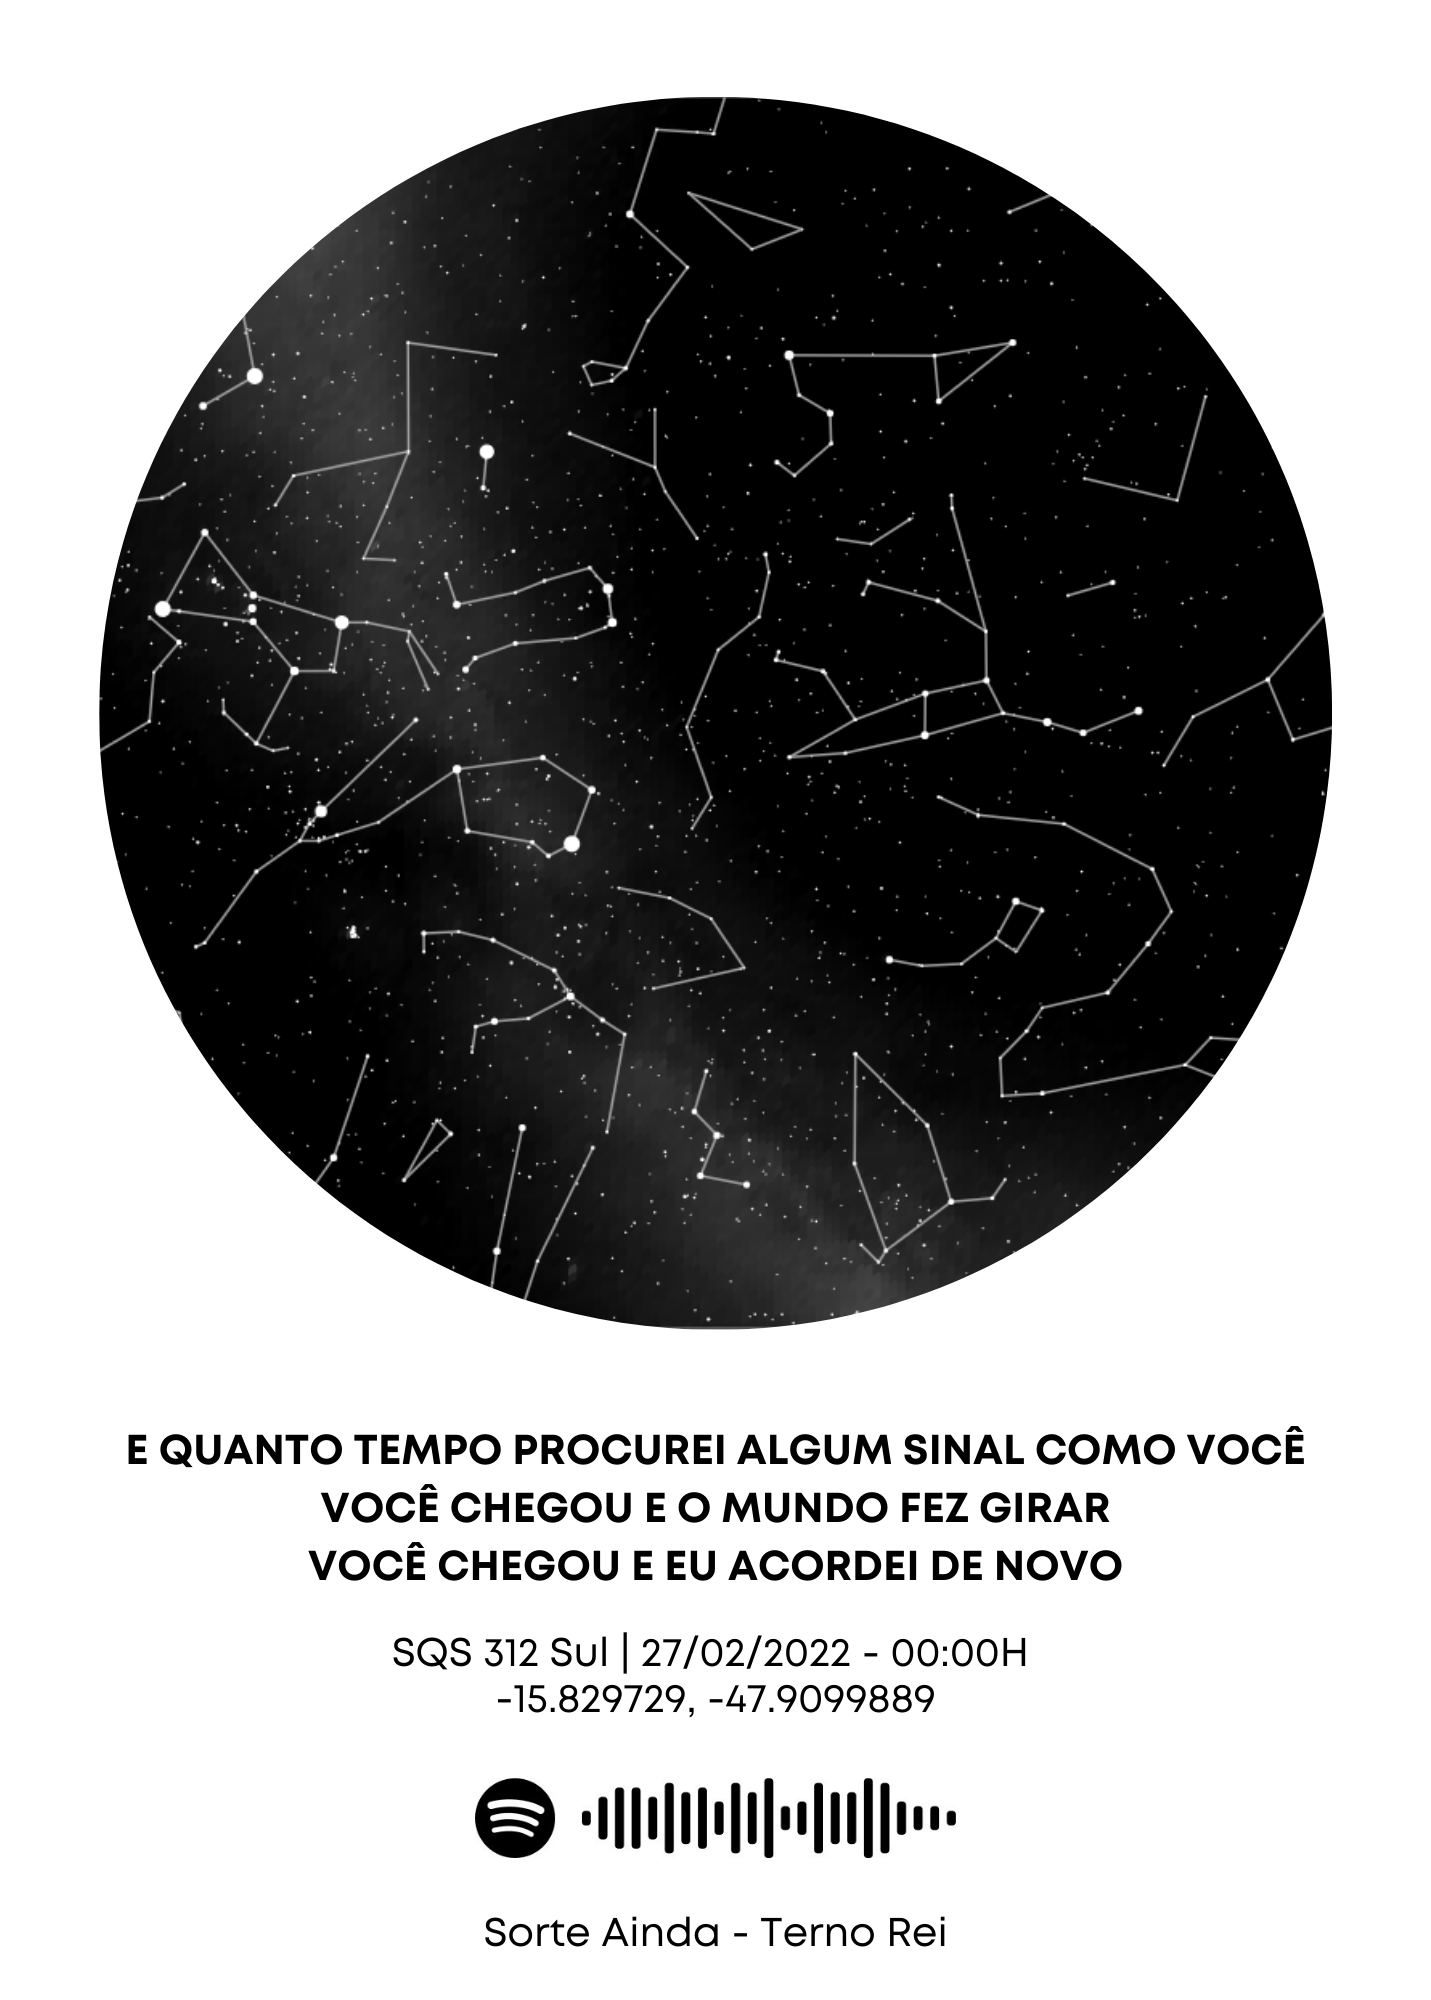 E QUANTO TEMPO PROCUREI ALGUM SINAL COMO VOCÊ
VOCÊ CHEGOU E O MUNDO FEZ GIRAR
VOCÊ CHEGOU E EU ACORDEI DE NOVO
SQS 312 Sul | 27/02/2022 - 00:00H
-15.829729, -47.9099889
Sorte Ainda - Terno Rei